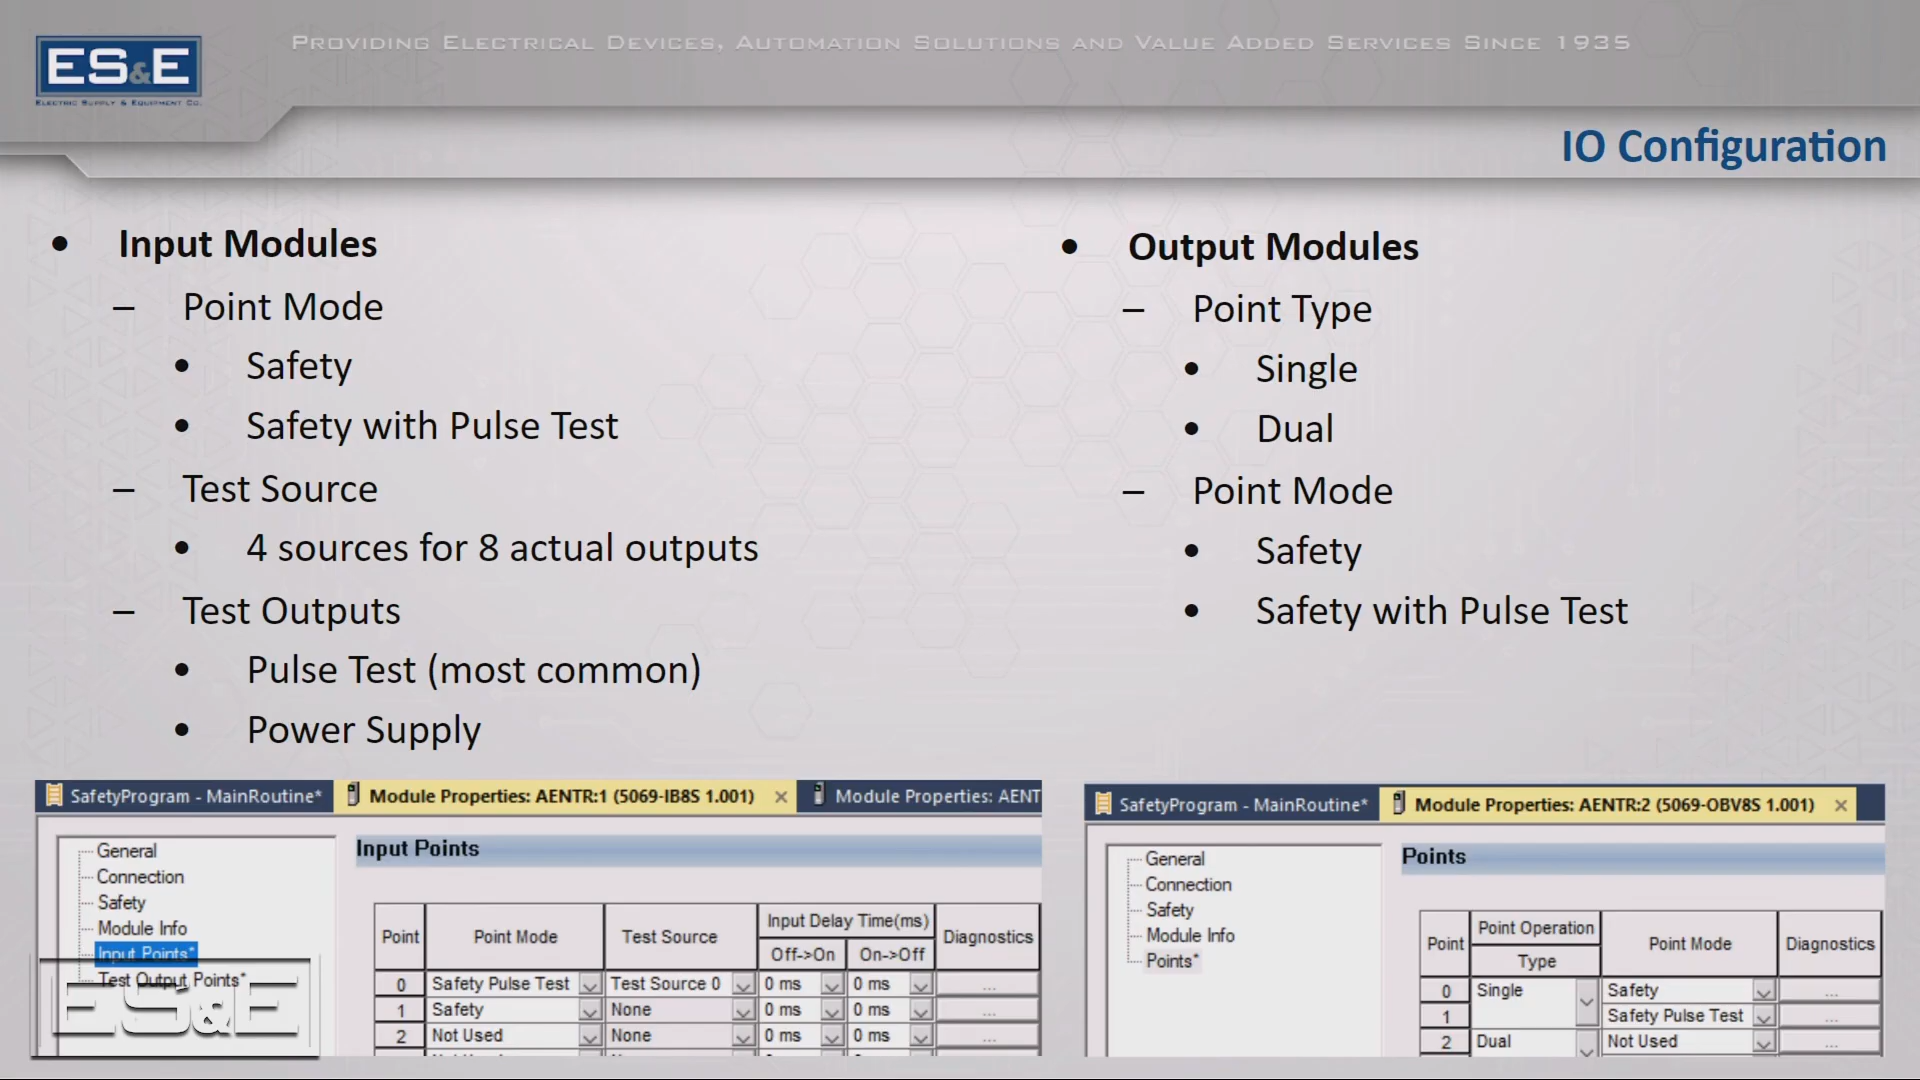 PROVIDING ELECTRICAL DEVICES, AUTOMATION SOLUTIONS AND VALUE ADDED SERVICES SINCE 1935
ES&E
ELECTRIC SUPPLY & EQUIPMENT CO.
IO Configuration
• Input Modules
– Point Mode
• Safety
• Safety with Pulse Test
– Test Source
• 4 sources for 8 actual outputs
– Test Outputs
• Pulse Test (most common)
• Power Supply
• Output Modules
– Point Type
• Single
• Dual
– Point Mode
• Safety
• Safety with Pulse Test
SafetyProgram - MainRoutine* Module Properties: AENTR:1 (5069-IB8S 1.001) × Module Properties: AENT
General
Connection
Safety
Module Info
Input Points*
Test Output Points*
ES&E
Input Points
Point Point Mode Test Source Input Delay Time(ms) Diagnostics
Off->On On->Off
0 Safety Pulse Test Test Source 0 0 ms 0 ms ...
1 Safety None 0 ms 0 ms ...
2 Not Used None 0 ms 0 ms ...
SafetyProgram - MainRoutine* Module Properties: AENTR:2 (5069-OBV8S 1.001) ×
General
Connection
Safety
Module Info
Points*
Points
Point Point Operation Point Mode Diagnostics
Type
0 Single Safety ...
1 Safety Pulse Test ...
2 Dual Not Used ...